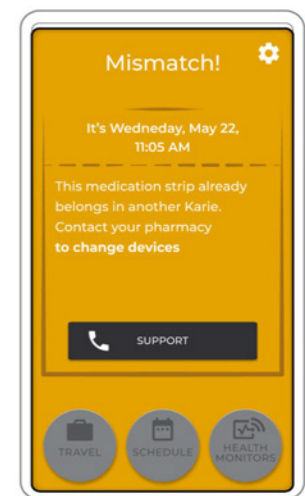 Mismatch!
It's Wedneday, May 22,
11:05 AM
This medication strip already
belongs in another Karie.
Contact your pharmacy
to change devices
SUPPORT
TRAVEL
SCHEDULE
HEALTH
MONITORS